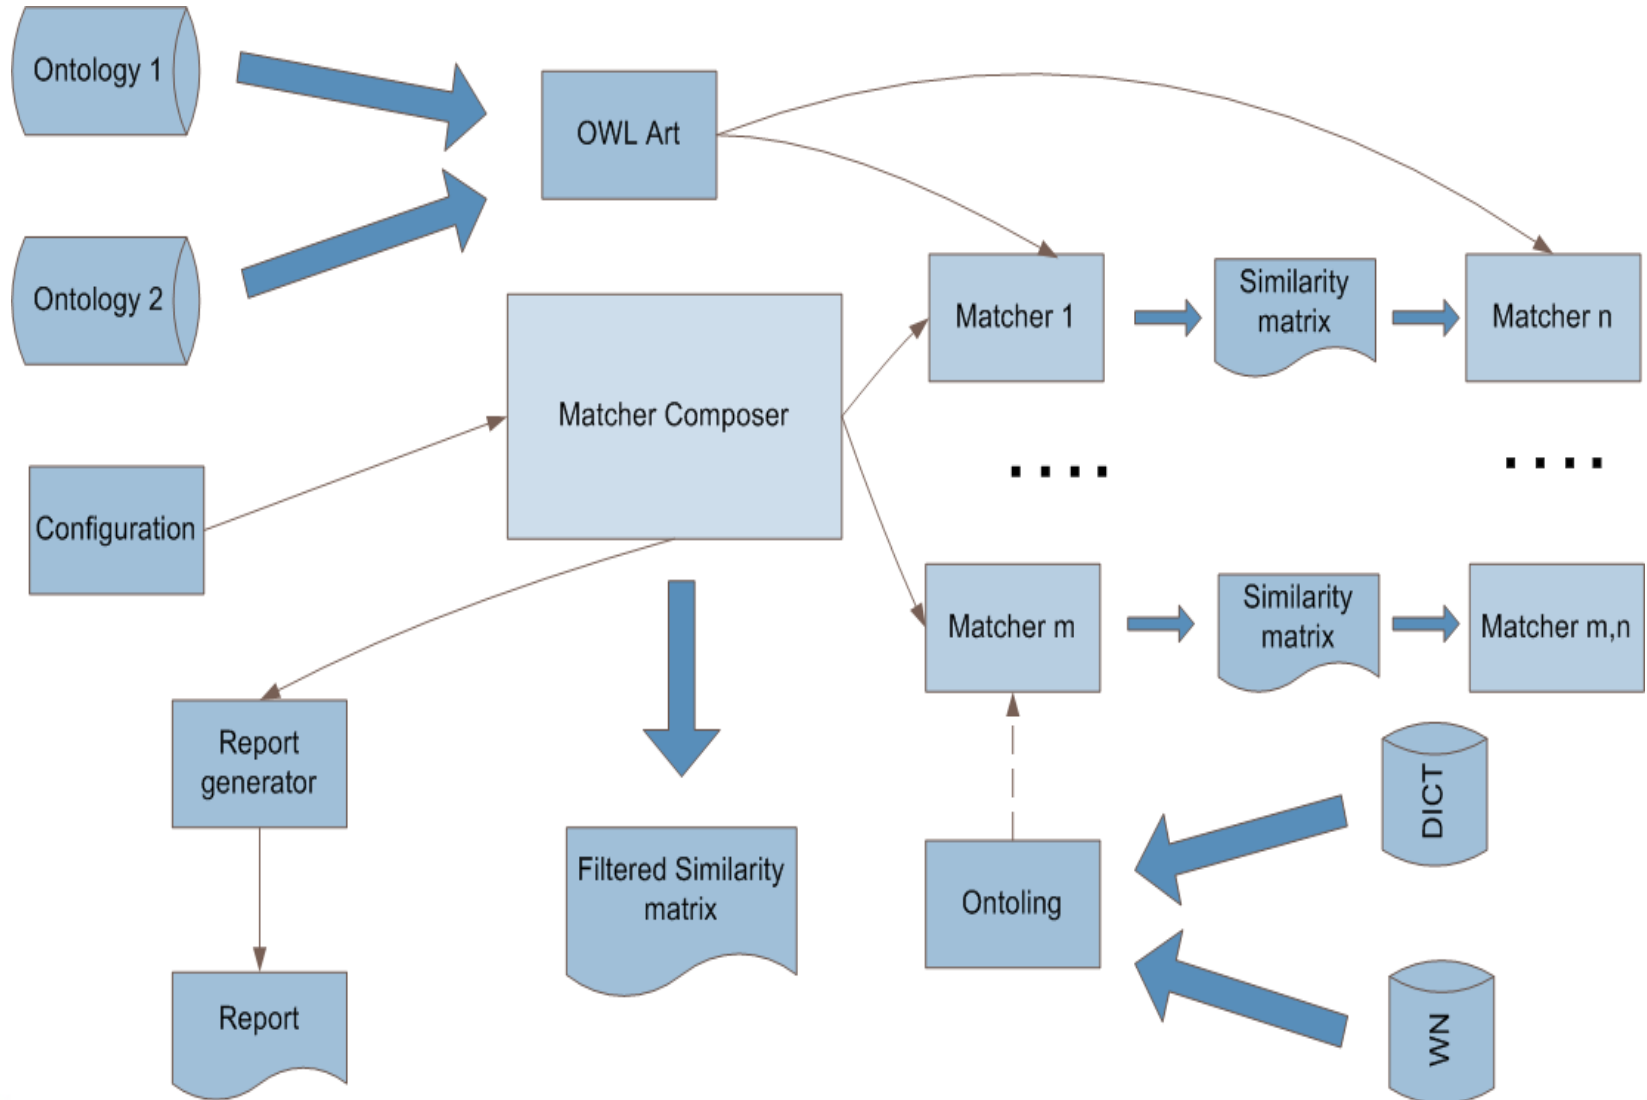 Ontology 1
OWL Art
Ontology 2
Matcher 1
Similarity
matrix
Matcher n
Matcher Composer
Configuration
Matcher m
Similarity
matrix
Matcher m,n
Report
generator
DICT
Filtered Similarity
matrix
Ontoling
Report
WN